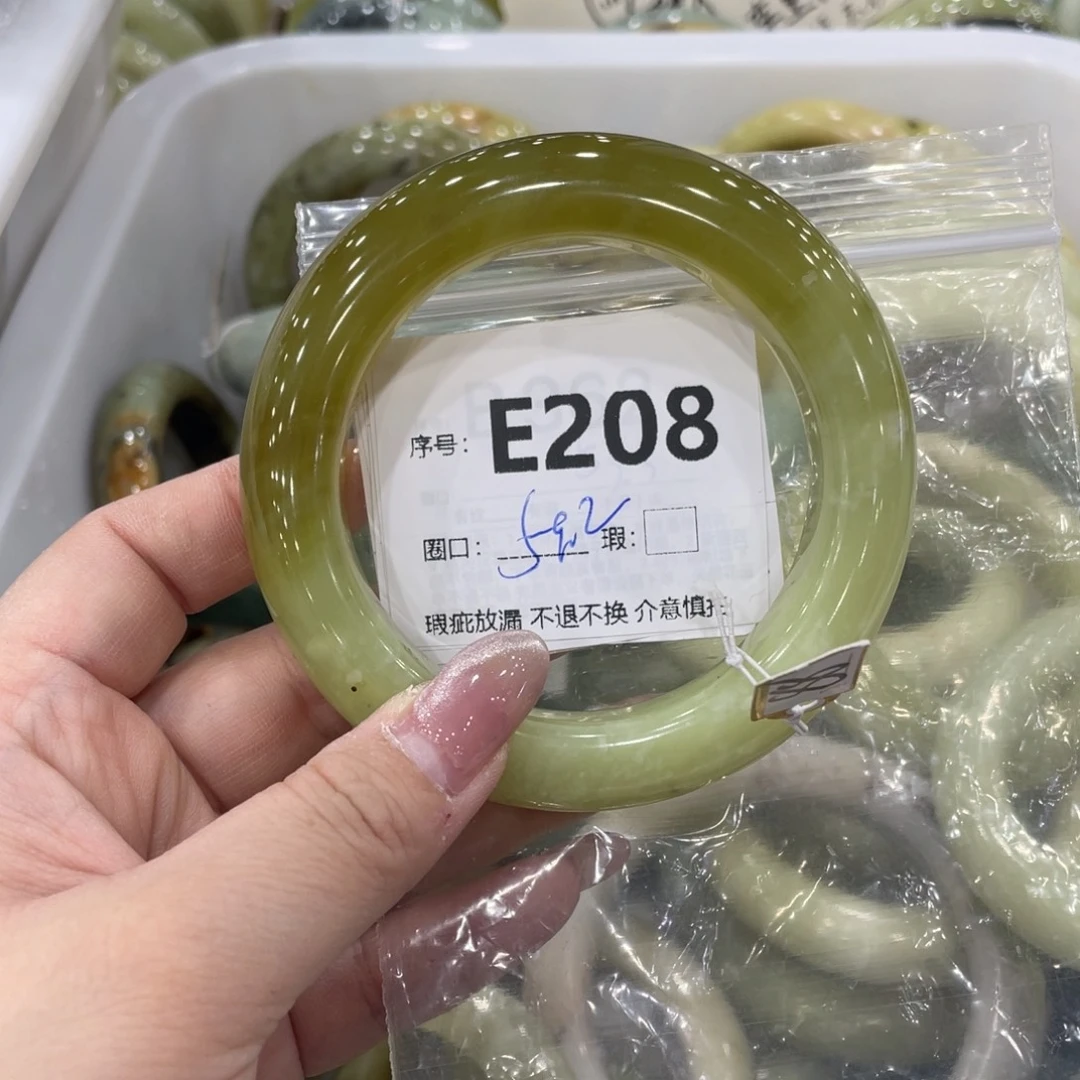 序号: E208
圈口: 59.2 瑕:
瑕疵放漏 不退不换 介意慎拍